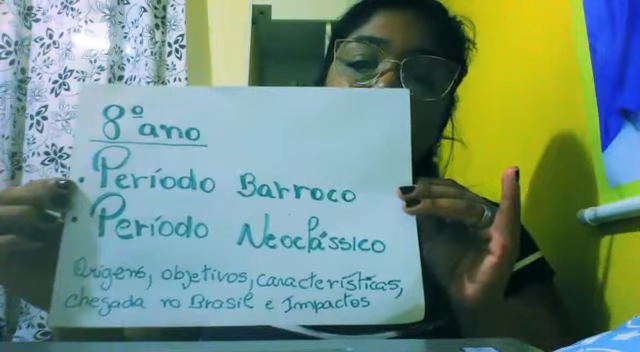 8º ano
• Período Barroco
• Período Neoclássico
Origens, objetivos, características,
chegada no Brasil e Impactos